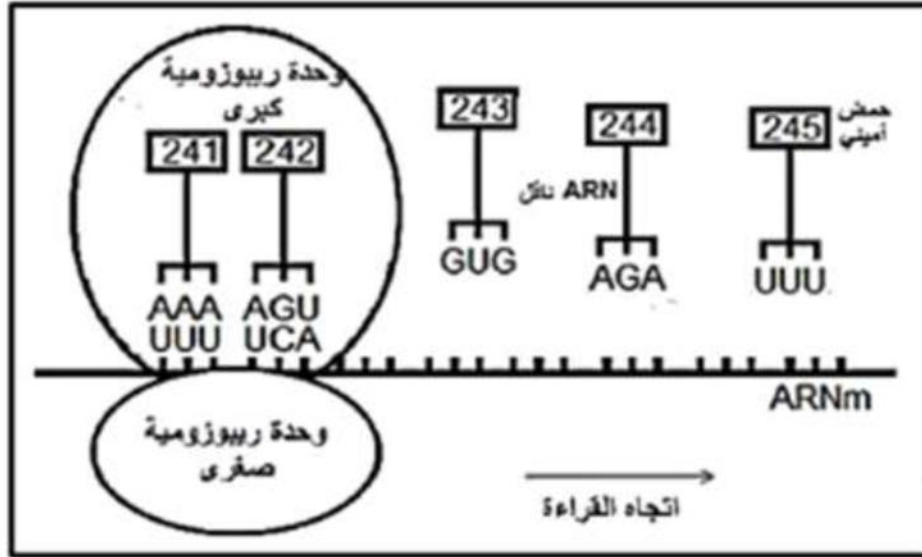 وحدة ريبوزومية
كبرى
241 242 243 244 245
حمض
أميني
ARN ناقل
GUG AGA UUU
AAA AGU
UUU UCA
ARNm
وحدة ريبوزومية
صغرى
اتجاه القراءة